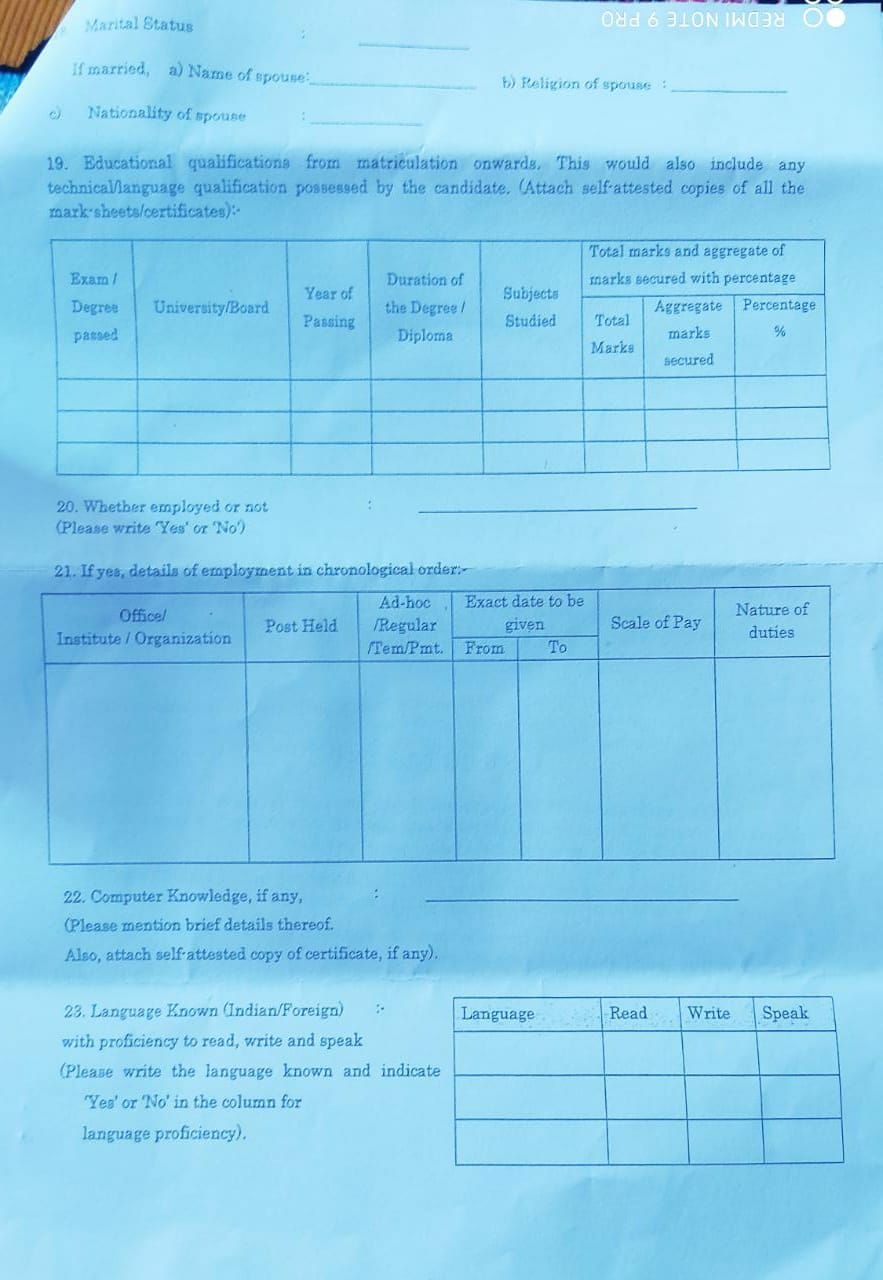 REDMI NOTE 9 PRO
Marital Status :
If married, a) Name of spouse: b) Religion of spouse :
c) Nationality of spouse :
19. Educational qualifications from matriculation onwards. This would also include any
technical/language qualification possessed by the candidate. (Attach self-attested copies of all the
mark-sheets/certificates):-
Exam /
Degree
passed
University/Board
Year of
Passing
Duration of
the Degree /
Diploma
Subjects
Studied
Total marks and aggregate of
marks secured with percentage
Total
Marks
Aggregate
marks
secured
Percentage
%
20. Whether employed or not :
(Please write 'Yes' or 'No')
21. If yes, details of employment in chronological order:-
Office/
Institute / Organization
Post Held
Ad-hoc
/Regular
/Tem/Pmt.
Exact date to be
given
From To
Scale of Pay
Nature of
duties
22. Computer Knowledge, if any, :
(Please mention brief details thereof.
Also, attach self-attested copy of certificate, if any).
23. Language Known (Indian/Foreign) :-
with proficiency to read, write and speak
(Please write the language known and indicate
'Yes' or 'No' in the column for
language proficiency).
Language Read Write Speak